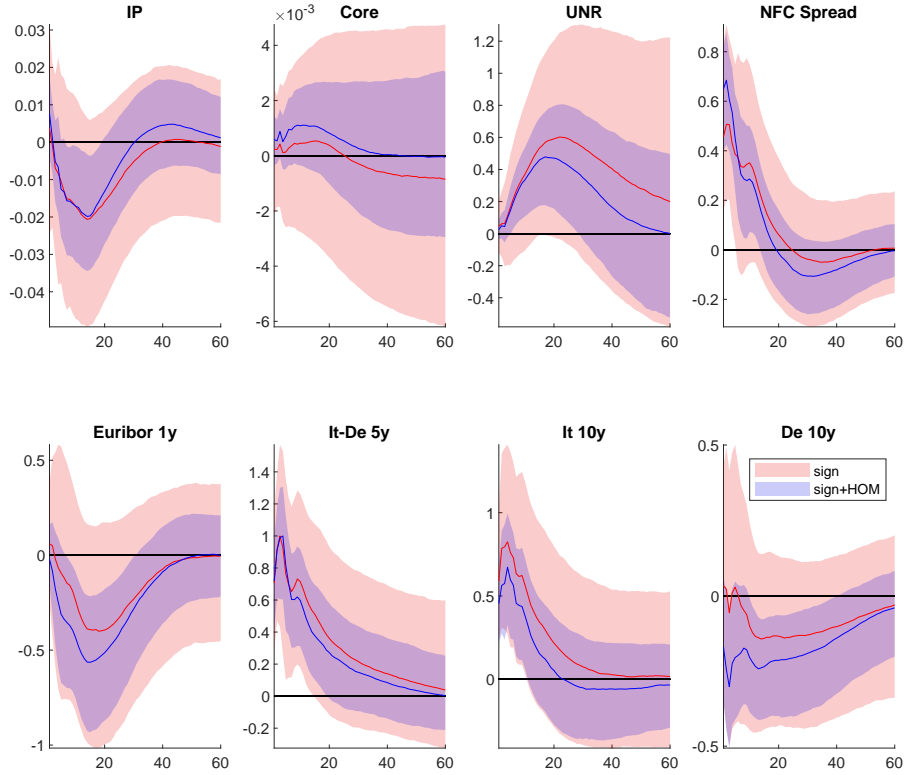 IP
Core
UNR
NFC Spread
×10⁻³
0.03
0.02
0.01
0
-0.01
-0.02
-0.03
-0.04
20 40 60
4
2
0
-2
-4
-6
20 40 60
1.2
1
0.8
0.6
0.4
0.2
0
-0.2
-0.4
20 40 60
0.8
0.6
0.4
0.2
0
-0.2
20 40 60
Euribor 1y
It-De 5y
It 10y
De 10y
0.5
0
-0.5
-1
20 40 60
1.4
1.2
1
0.8
0.6
0.4
0.2
0
-0.2
20 40 60
1
0.5
0
20 40 60
0.5
0
-0.5
20 40 60
sign
sign+HOM